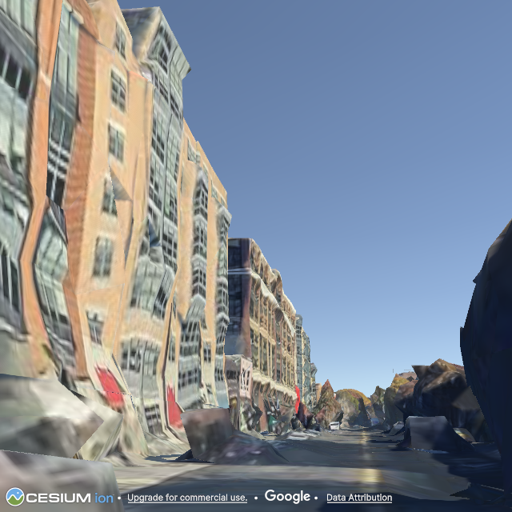 CESIUM ion • Upgrade for commercial use. • Google • Data Attribution